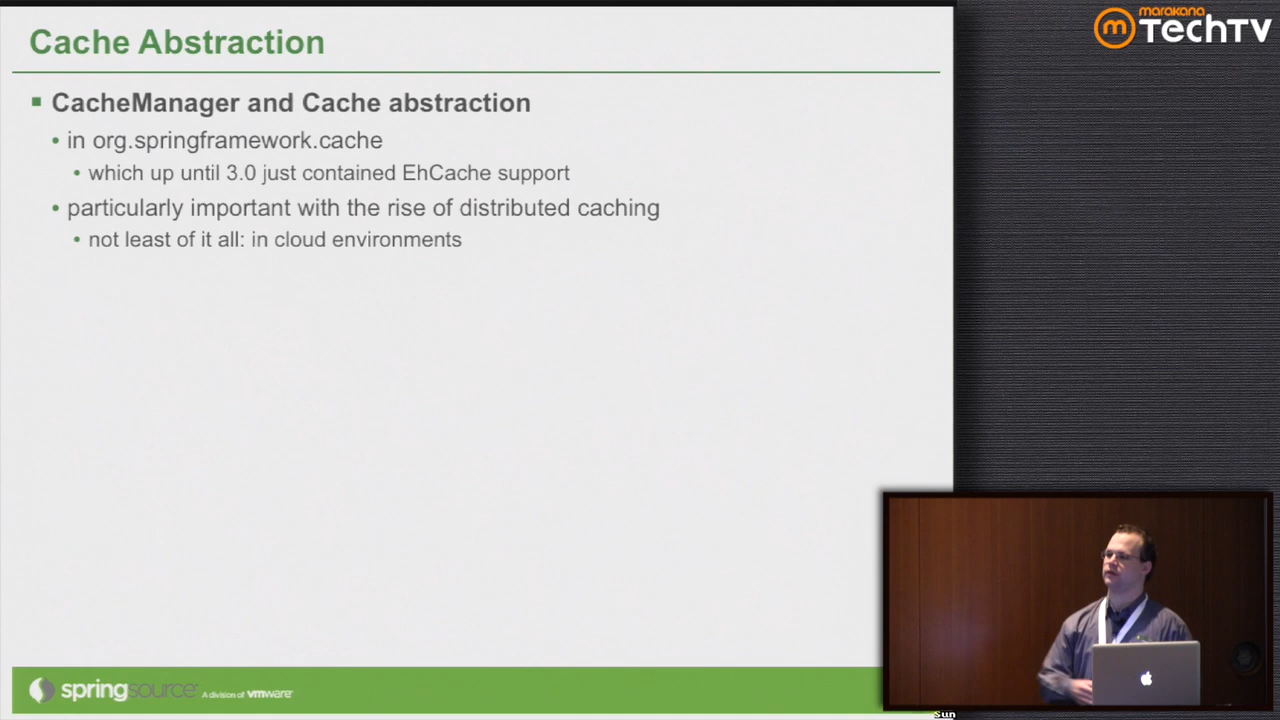 Cache Abstraction
marakana
m TechTV
CacheManager and Cache abstraction
in org.springframework.cache
which up until 3.0 just contained EhCache support
particularly important with the rise of distributed caching
not least of it all: in cloud environments
springsource A division of vmware
Sun